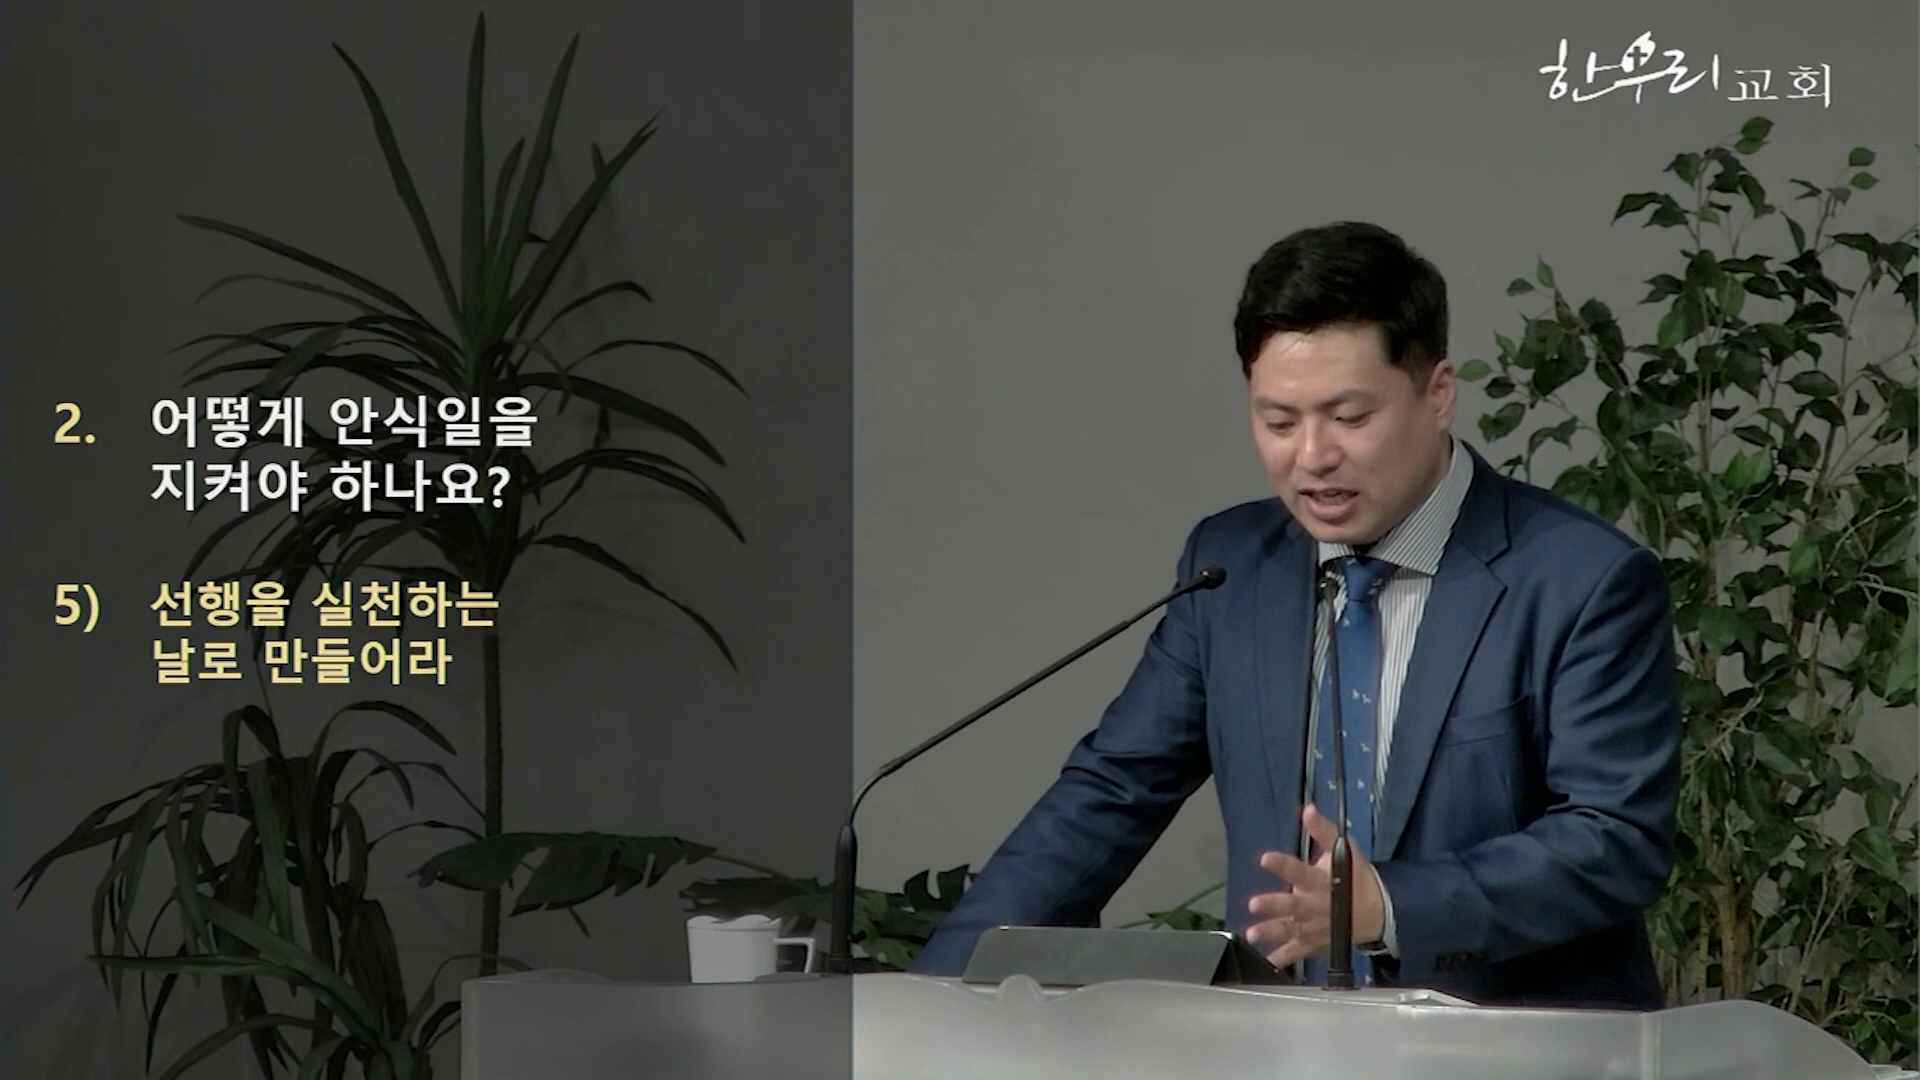 한우리교회
2. 어떻게 안식일을
지켜야 하나요?
5) 선행을 실천하는
날로 만들어라